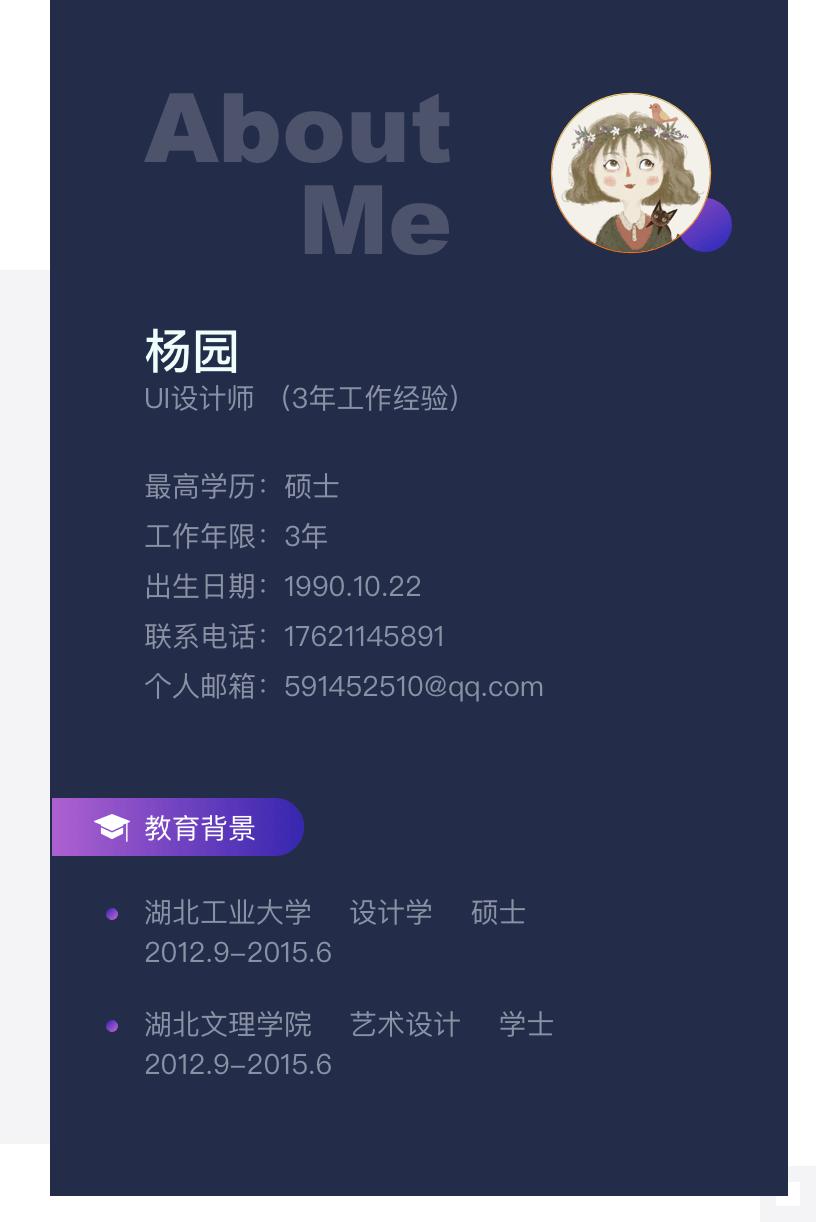 About
Me
杨园
UI设计师 （3年工作经验）
最高学历：硕士
工作年限：3年
出生日期：1990.10.22
联系电话：17621145891
个人邮箱：591452510@qq.com
教育背景
湖北工业大学 设计学 硕士
2012.9–2015.6
湖北文理学院 艺术设计 学士
2012.9–2015.6